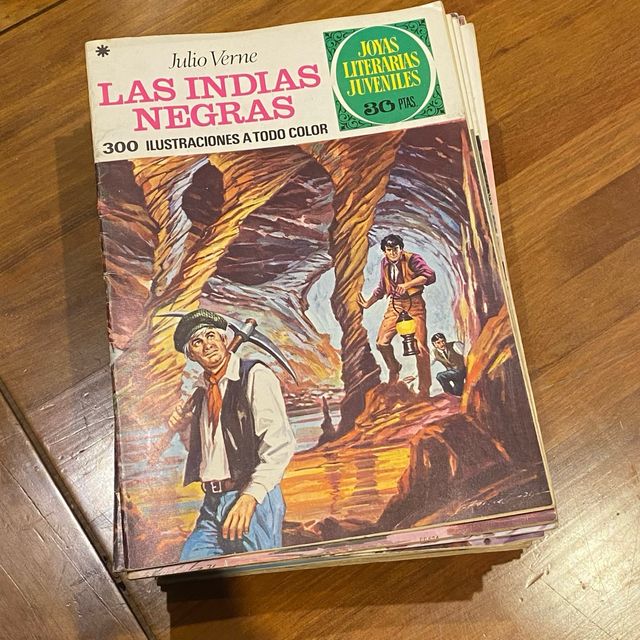 Julio Verne
LAS INDIAS
NEGRAS
300 ILUSTRACIONES A TODO COLOR
JOYAS
LITERARIAS
JUVENILES
30 PTAS.